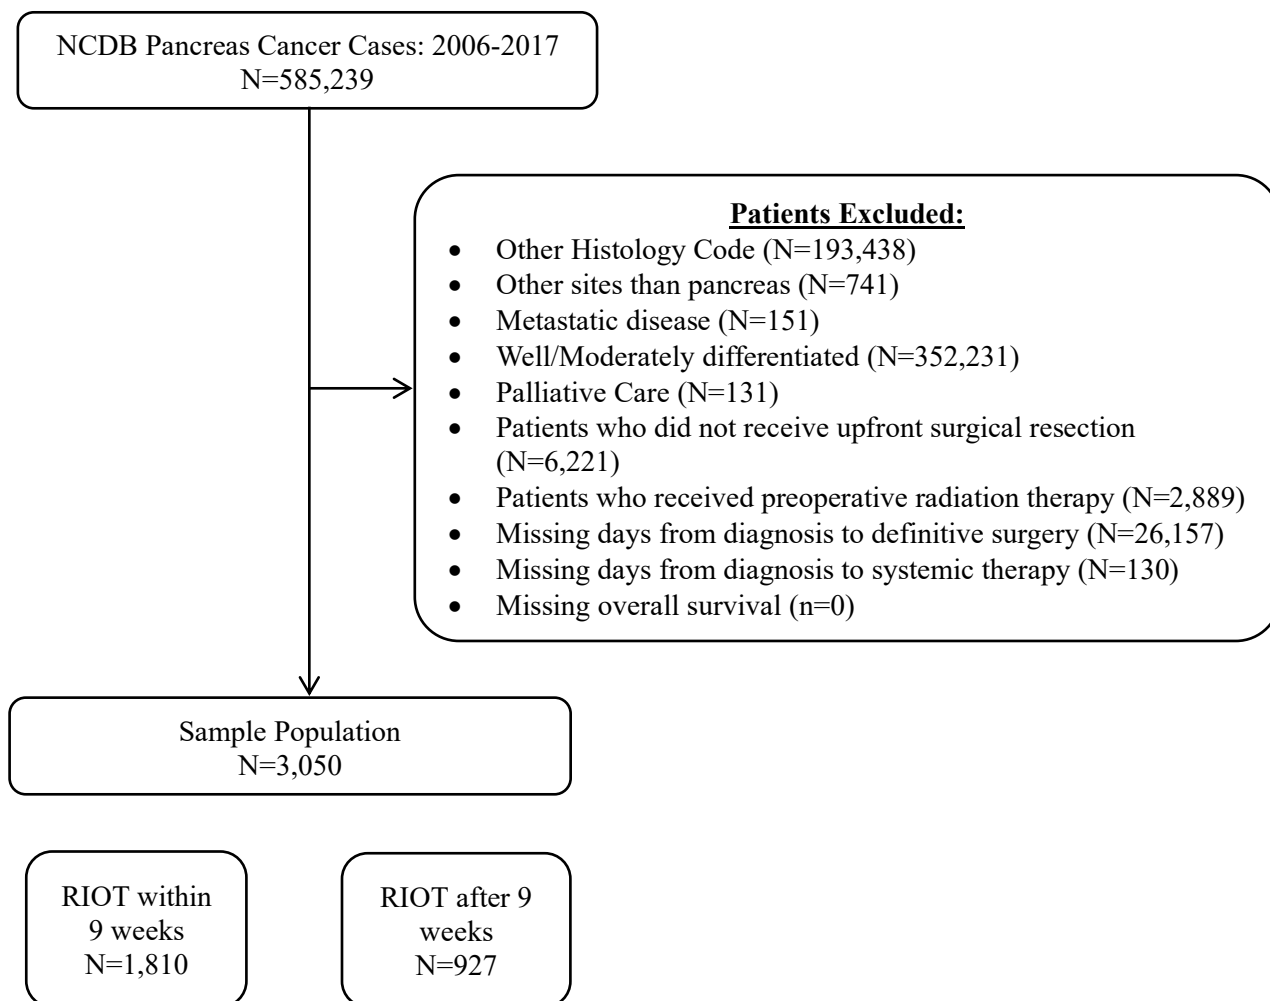 NCDB Pancreas Cancer Cases: 2006-2017
N=585,239
Patients Excluded:
• Other Histology Code (N=193,438)
• Other sites than pancreas (N=741)
• Metastatic disease (N=151)
• Well/Moderately differentiated (N=352,231)
• Palliative Care (N=131)
• Patients who did not receive upfront surgical resection
(N=6,221)
• Patients who received preoperative radiation therapy (N=2,889)
• Missing days from diagnosis to definitive surgery (N=26,157)
• Missing days from diagnosis to systemic therapy (N=130)
• Missing overall survival (n=0)
Sample Population
N=3,050
RIOT within
9 weeks
N=1,810
RIOT after 9
weeks
N=927